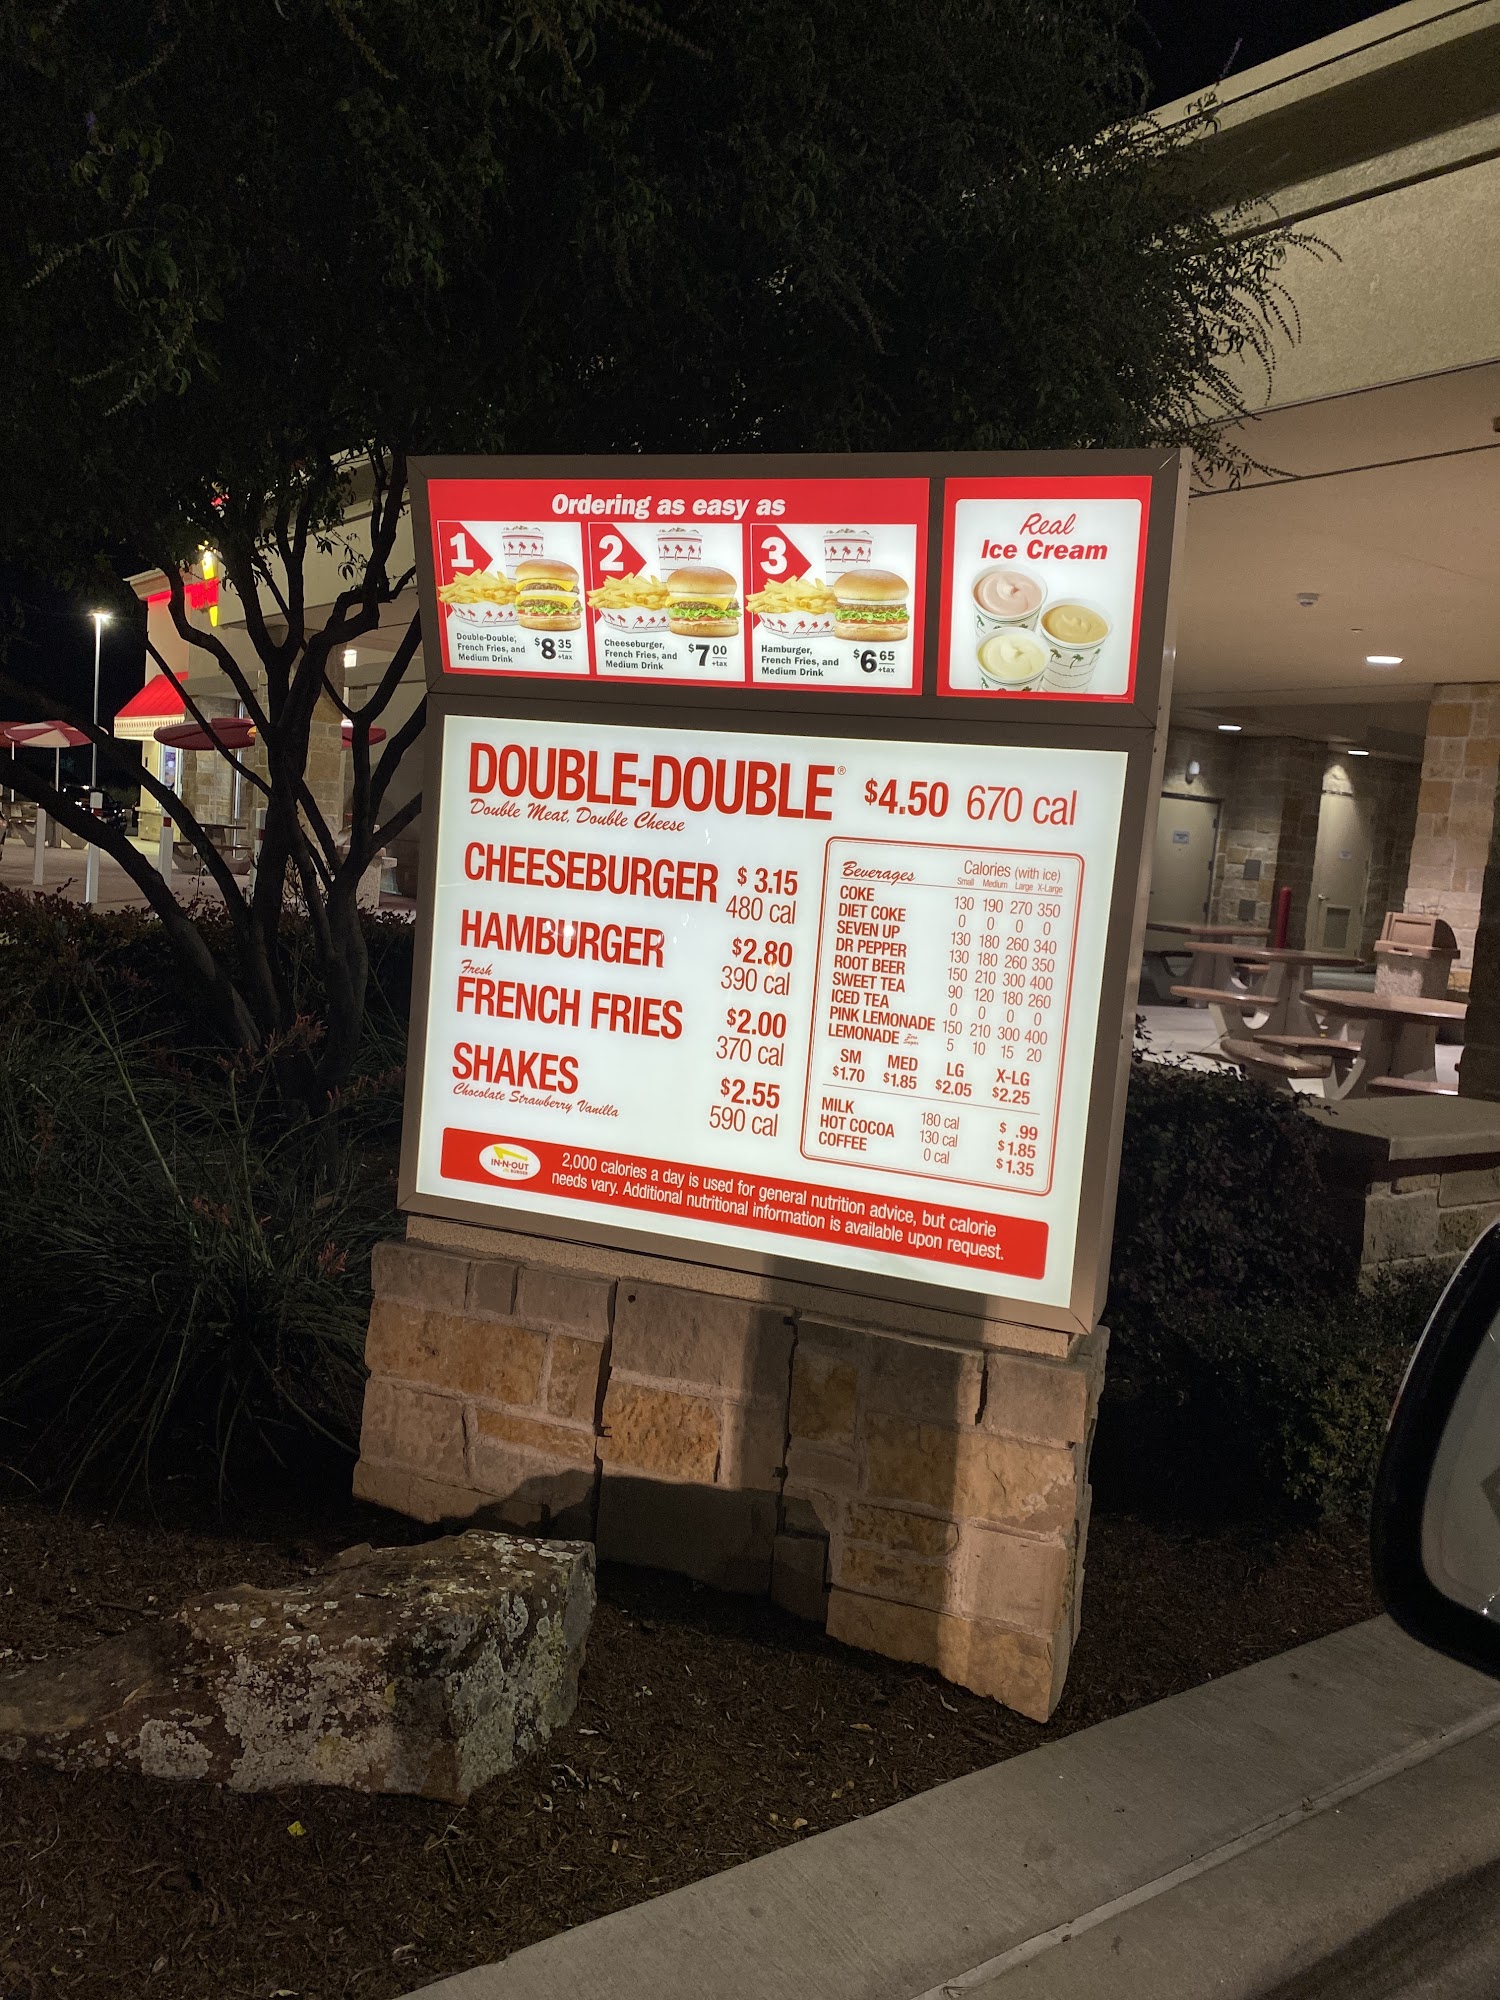 Ordering as easy as
1
Double-Double,
French Fries, and
Medium Drink
$8 35
+tax
2
Cheeseburger,
French Fries, and
Medium Drink
$7 00
+tax
3
Hamburger,
French Fries, and
Medium Drink
$6 65
+tax
Real
Ice Cream
DOUBLE-DOUBLE® $4.50 670 cal
Double Meat, Double Cheese
CHEESEBURGER $ 3.15
480 cal
HAMBURGER $2.80
390 cal
Fresh
FRENCH FRIES $2.00
370 cal
SHAKES $2.55
Chocolate Strawberry Vanilla 590 cal
Beverages Calories (with ice)
Small Medium Large X-Large
COKE 130 190 270 350
DIET COKE 0 0 0 0
SEVEN UP 130 180 260 340
DR PEPPER 130 180 260 350
ROOT BEER 150 210 300 400
SWEET TEA 90 120 180 260
ICED TEA 0 0 0 0
PINK LEMONADE 150 210 300 400
LEMONADE Zero Sugar 5 10 15 20
SM MED LG X-LG
$1.70 $1.85 $2.05 $2.25
MILK 180 cal $ .99
HOT COCOA 130 cal $1.85
COFFEE 0 cal $1.35
IN-N-OUT
BURGER
2,000 calories a day is used for general nutrition advice, but calorie
needs vary. Additional nutritional information is available upon request.